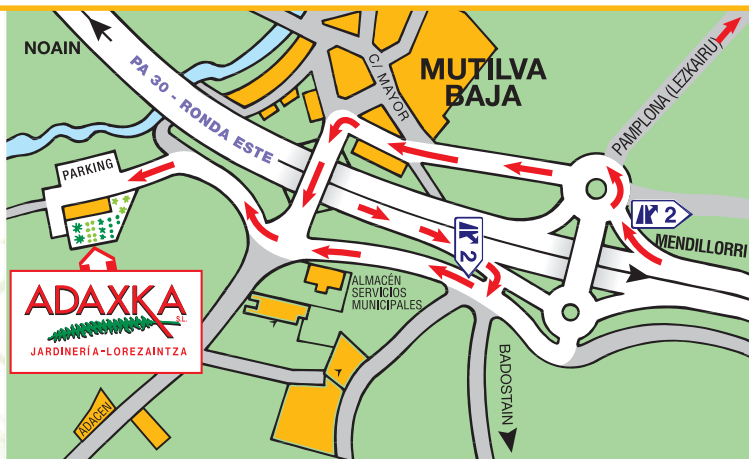 NOAIN
PA 30 - RONDA ESTE
C/ MAYOR
MUTILVA
BAJA
PAMPLONA (LEZKAIRU)
PARKING
2
MENDILLORRI
2
ALMACÉN
SERVICIOS
MUNICIPALES
ADAXKA
S.L.
JARDINERÍA-LOREZAINTZA
BADOSTAIN
ADACEN